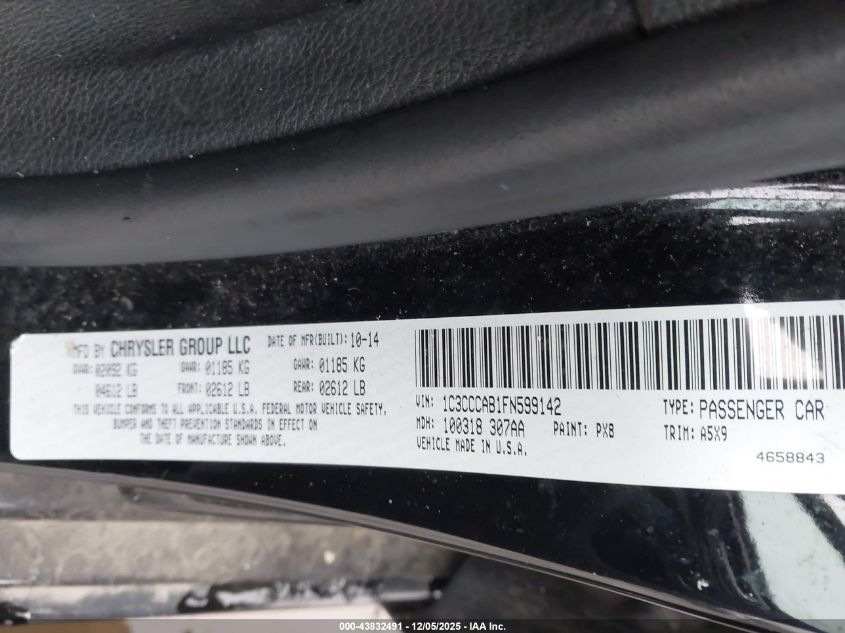 MFD BY CHRYSLER GROUP LLC DATE OF MFR(BUILT): 10-14
GVWR: 02092 KG GAWR: 01185 KG GAWR: 01185 KG
04612 LB FRONT: 02612 LB REAR: 02612 LB
THIS VEHICLE CONFORMS TO ALL APPLICABLE U.S.A. FEDERAL MOTOR VEHICLE SAFETY,
BUMPER AND THEFT PREVENTION STANDARDS IN EFFECT ON
THE DATE OF MANUFACTURE SHOWN ABOVE.
VIN: 1C3CCCAB1FN599142 TYPE: PASSENGER CAR
MDH: 100318 307AA PAINT: PX8 TRIM: A5X9
VEHICLE MADE IN U.S.A.
4658843
000-43832491 - 12/05/2025 - IAA Inc.